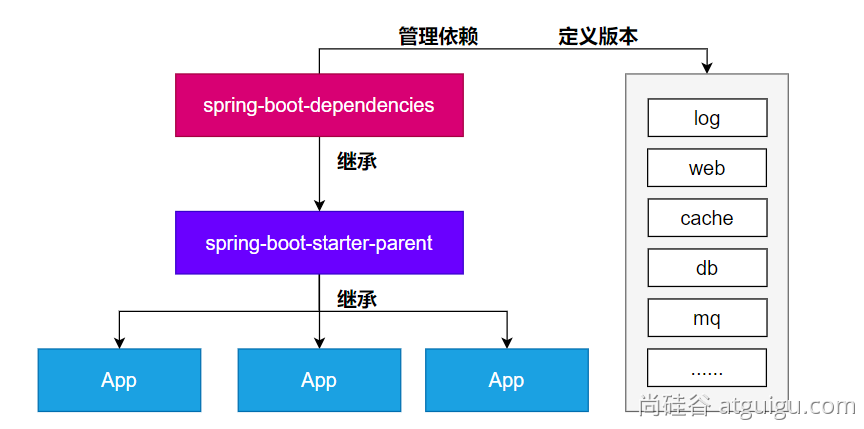 管理依赖
定义版本
spring-boot-dependencies
继承
spring-boot-starter-parent
继承
App
App
App
log
web
cache
db
mq
......
尚硅谷 atguigu.com